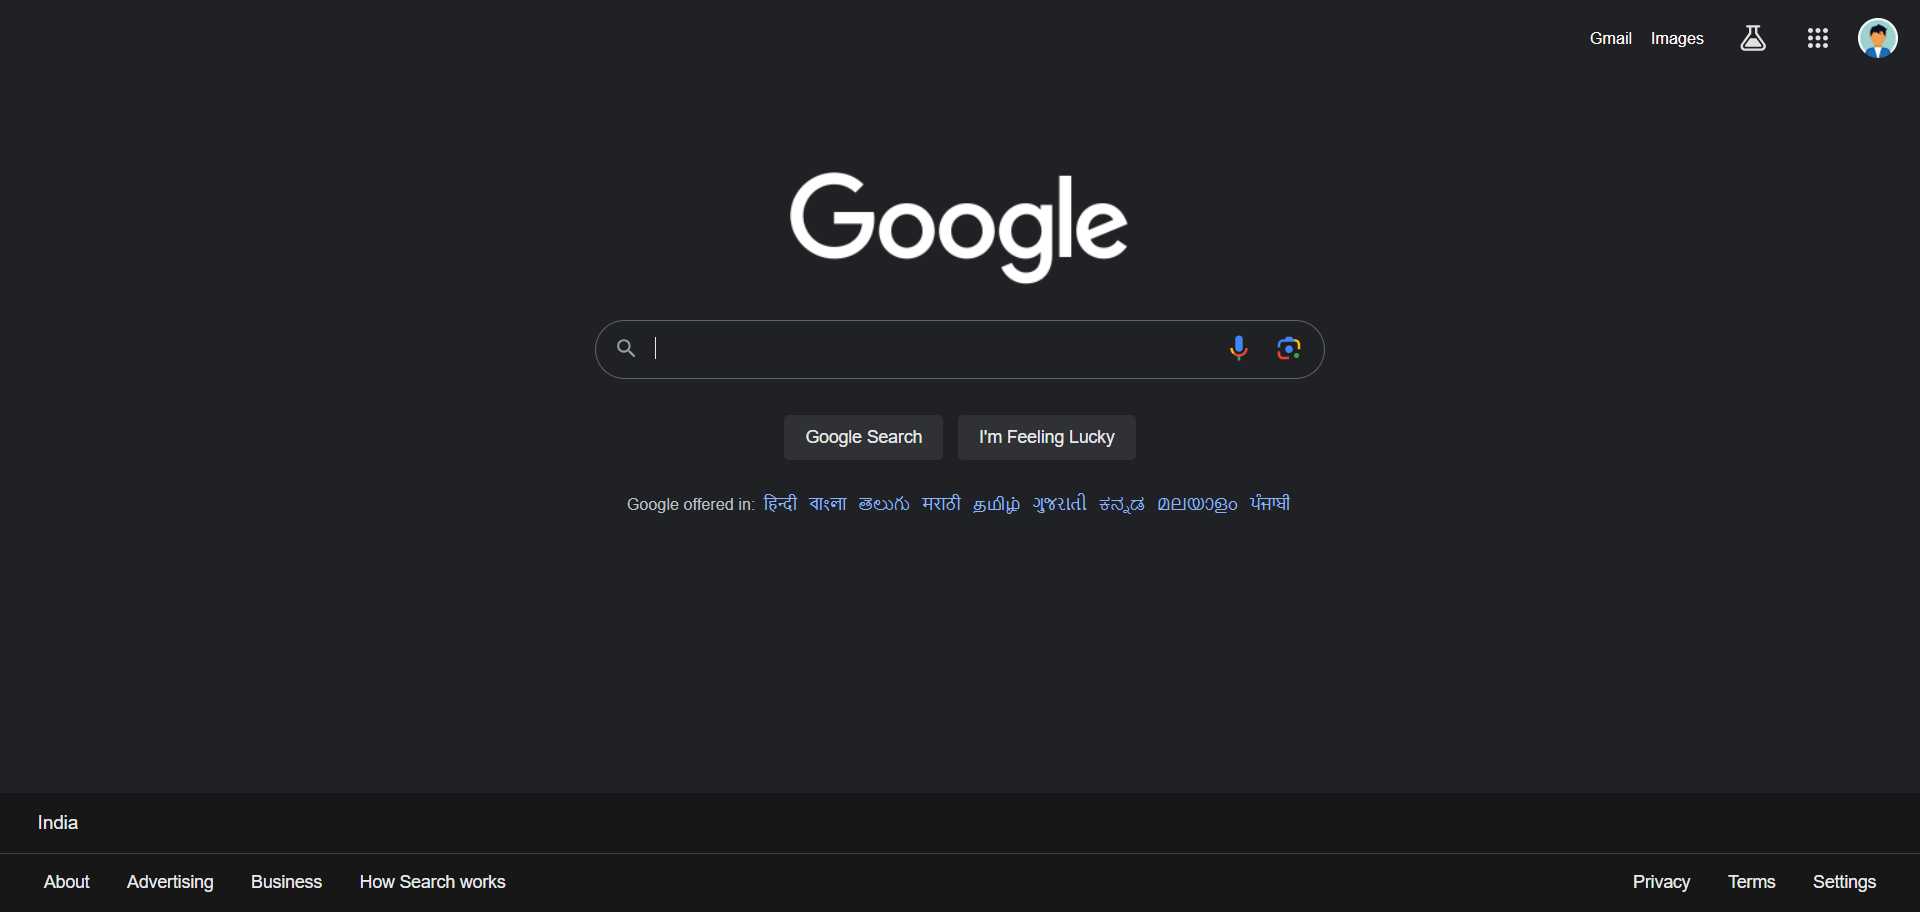 Gmail Images
Google
Google Search I'm Feeling Lucky
Google offered in: हिन्दी বাংলা తెలుగు मराठी தமிழ் ગુજરાતી ಕನ್ನಡ മലയാളം ਪੰਜਾਬੀ
India
About Advertising Business How Search works Privacy Terms Settings